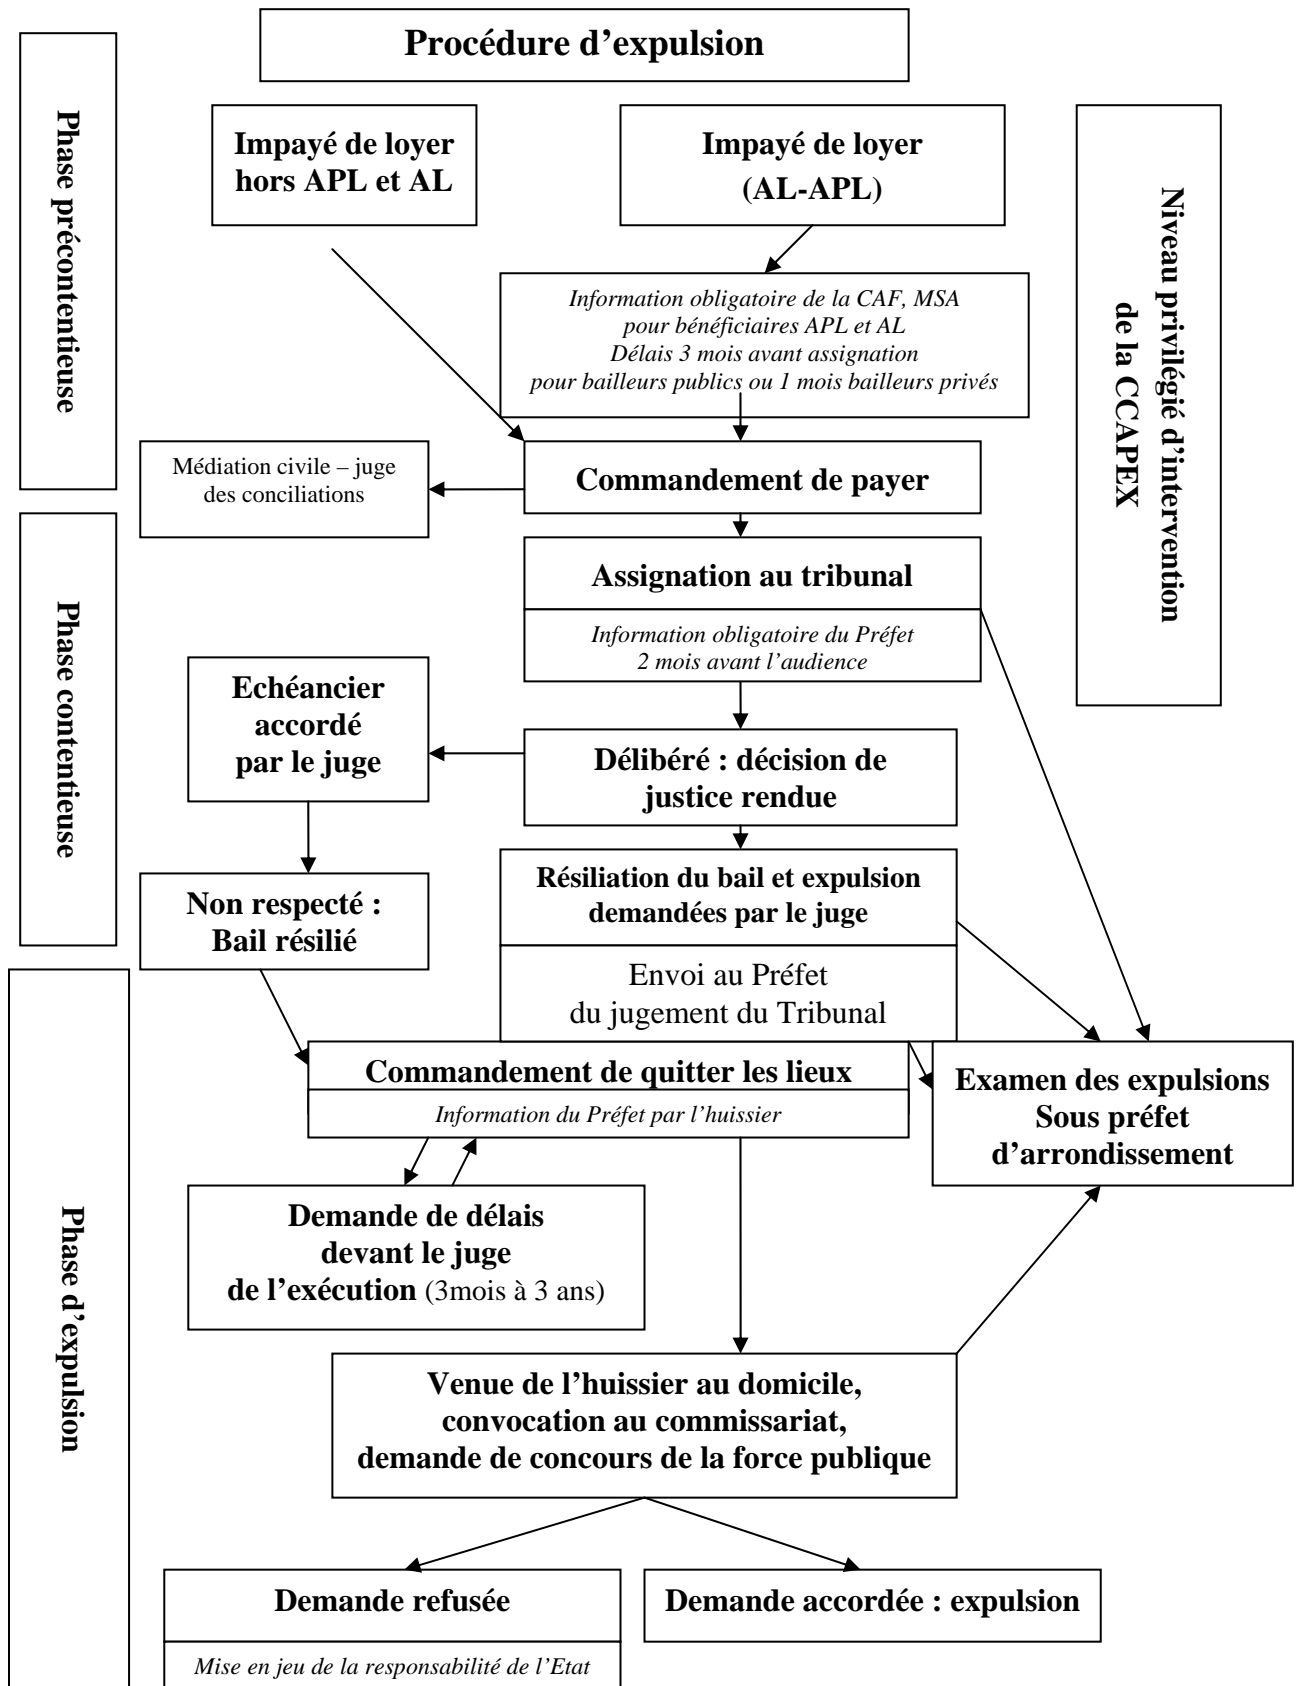 Procédure d’expulsion
Phase précontentieuse
Impayé de loyer
hors APL et AL
Impayé de loyer
(AL-APL)
Niveau privilégié d’intervention
de la CCAPEX
Information obligatoire de la CAF, MSA
pour bénéficiaires APL et AL
Délais 3 mois avant assignation
pour bailleurs publics ou 1 mois bailleurs privés
Médiation civile – juge
des conciliations
Commandement de payer
Phase contentieuse
Assignation au tribunal
Information obligatoire du Préfet
2 mois avant l’audience
Echéancier
accordé
par le juge
Délibéré : décision de
justice rendue
Non respecté :
Bail résilié
Résiliation du bail et expulsion
demandées par le juge
Envoi au Préfet
du jugement du Tribunal
Phase d’expulsion
Commandement de quitter les lieux
Information du Préfet par l’huissier
Examen des expulsions
Sous préfet
d’arrondissement
Demande de délais
devant le juge
de l’exécution (3mois à 3 ans)
Venue de l’huissier au domicile,
convocation au commissariat,
demande de concours de la force publique
Demande refusée
Mise en jeu de la responsabilité de l’Etat
Demande accordée : expulsion